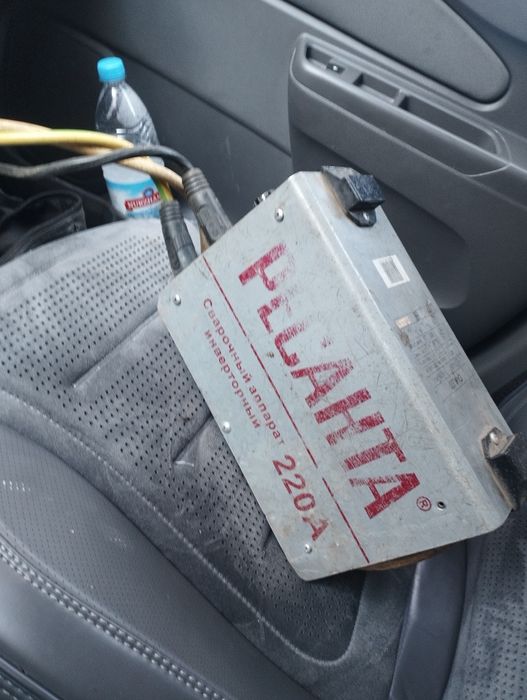 РЕСАНТА®
Сварочный аппарат
инверторный
220А